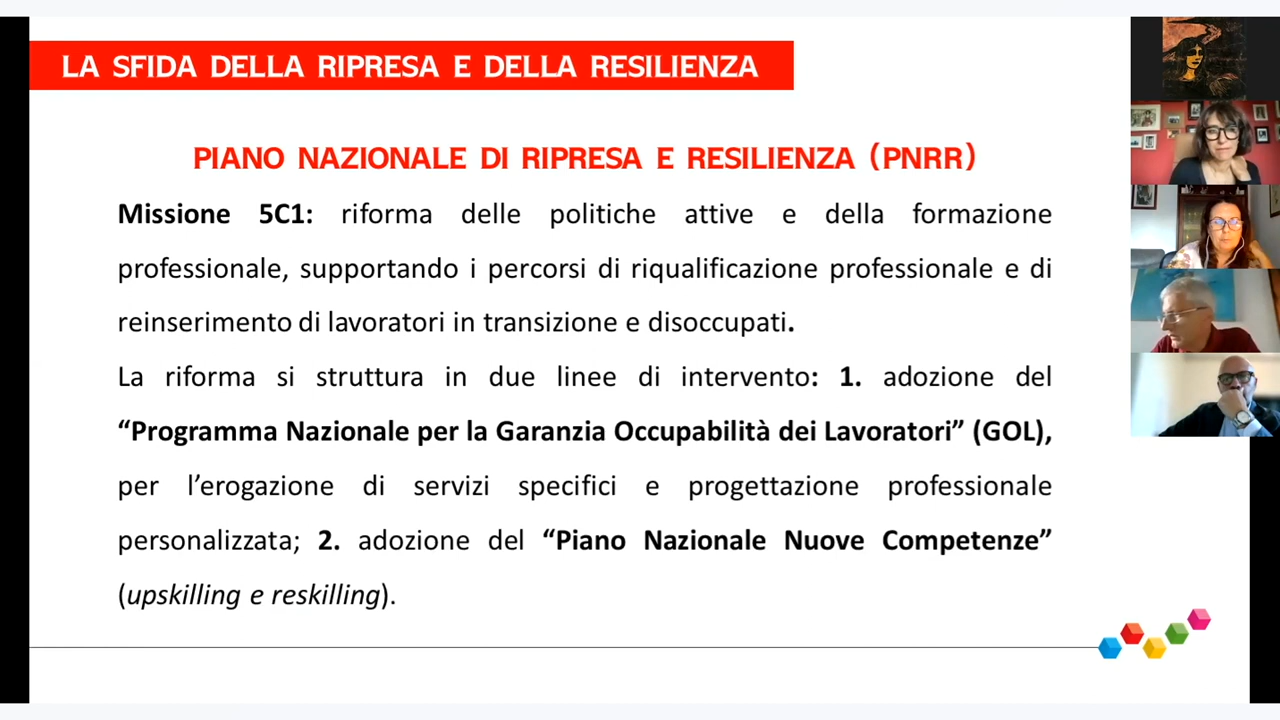 LA SFIDA DELLA RIPRESA E DELLA RESILIENZA
PIANO NAZIONALE DI RIPRESA E RESILIENZA (PNRR)
Missione 5C1: riforma delle politiche attive e della formazione
professionale, supportando i percorsi di riqualificazione professionale e di
reinserimento di lavoratori in transizione e disoccupati.
La riforma si struttura in due linee di intervento: 1. adozione del
“Programma Nazionale per la Garanzia Occupabilità dei Lavoratori” (GOL),
per l’erogazione di servizi specifici e progettazione professionale
personalizzata; 2. adozione del “Piano Nazionale Nuove Competenze”
(upskilling e reskilling).